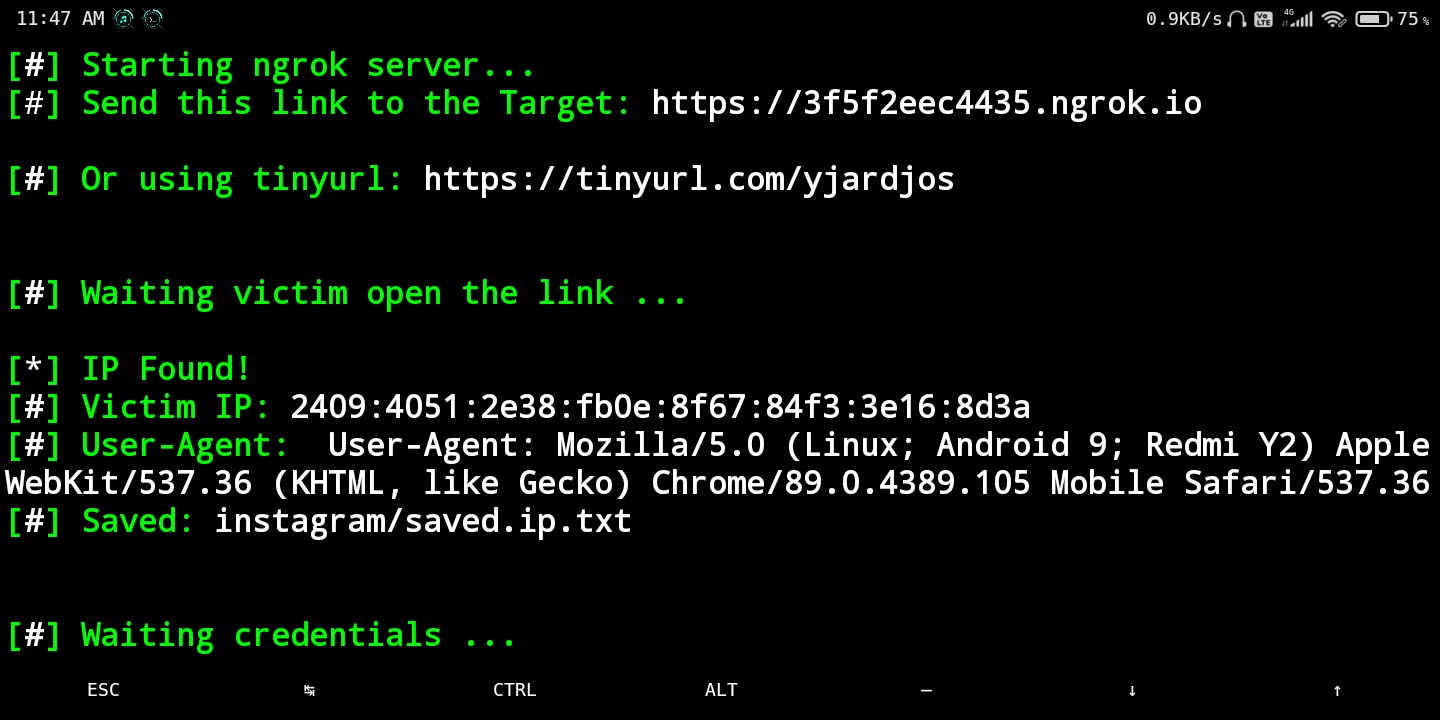 11:47 AM 0.9KB/s Vo LTE 4G 75 %
[#] Starting ngrok server...
[#] Send this link to the Target: https://3f5f2eec4435.ngrok.io
[#] Or using tinyurl: https://tinyurl.com/yjardjos
[#] Waiting victim open the link ...
[*] IP Found!
[#] Victim IP: 2409:4051:2e38:fb0e:8f67:84f3:3e16:8d3a
[#] User-Agent:  User-Agent: Mozilla/5.0 (Linux; Android 9; Redmi Y2) Apple
WebKit/537.36 (KHTML, like Gecko) Chrome/89.0.4389.105 Mobile Safari/537.36
[#] Saved: instagram/saved.ip.txt
[#] Waiting credentials ...
ESC ↹ CTRL ALT — ↓ ↑